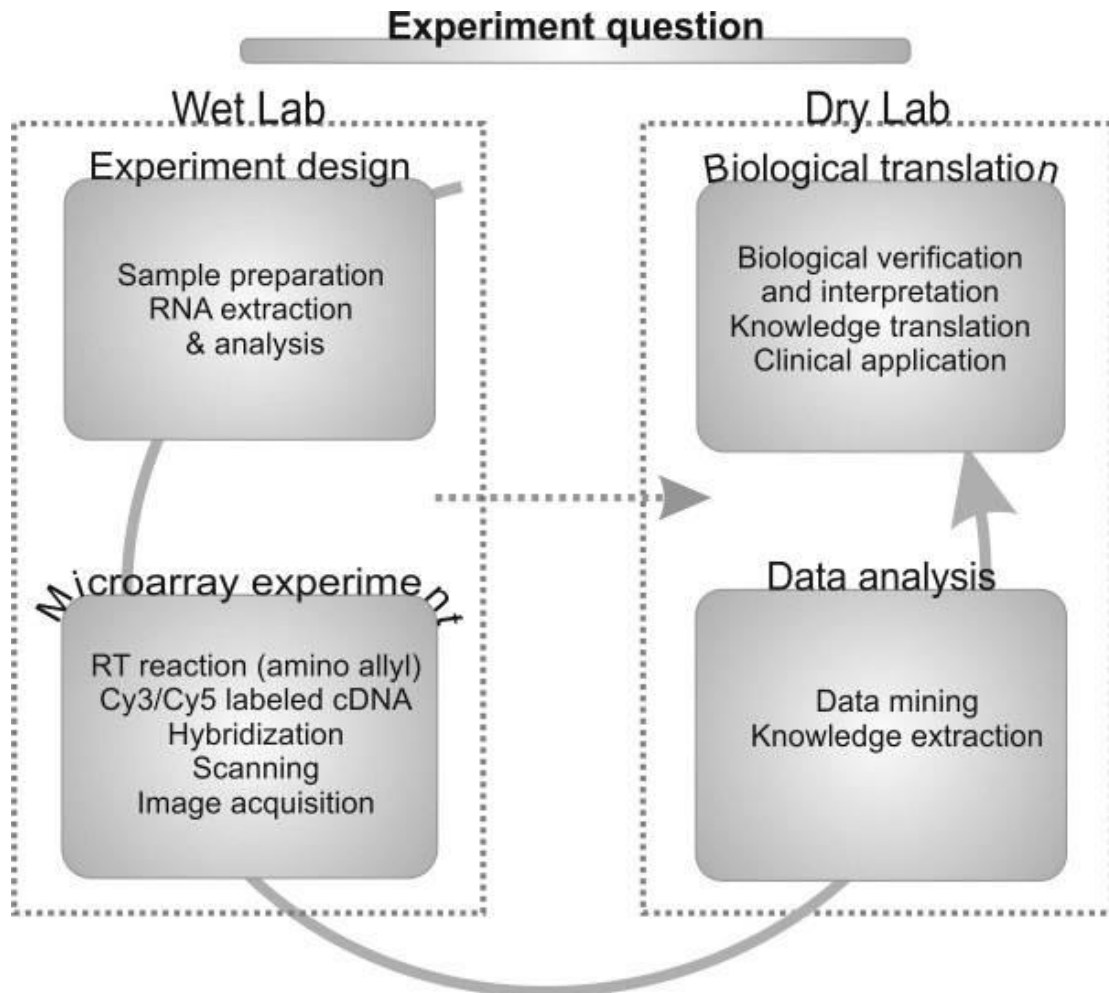 Experiment question
Wet Lab
Experiment design
Sample preparation
RNA extraction
& analysis
Microarray experiment
RT reaction (amino allyl)
Cy3/Cy5 labeled cDNA
Hybridization
Scanning
Image acquisition
Dry Lab
Biological translation
Biological verification
and interpretation
Knowledge translation
Clinical application
Data analysis
Data mining
Knowledge extraction